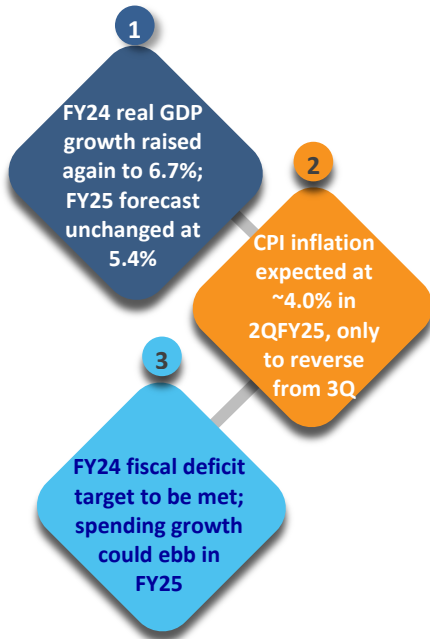 1
FY24 real GDP
growth raised
again to 6.7%;
FY25 forecast
unchanged at
5.4%
2
CPI inflation
expected at
~4.0% in
2QFY25, only
to reverse
from 3Q
3
FY24 fiscal deficit
target to be met;
spending growth
could ebb in
FY25